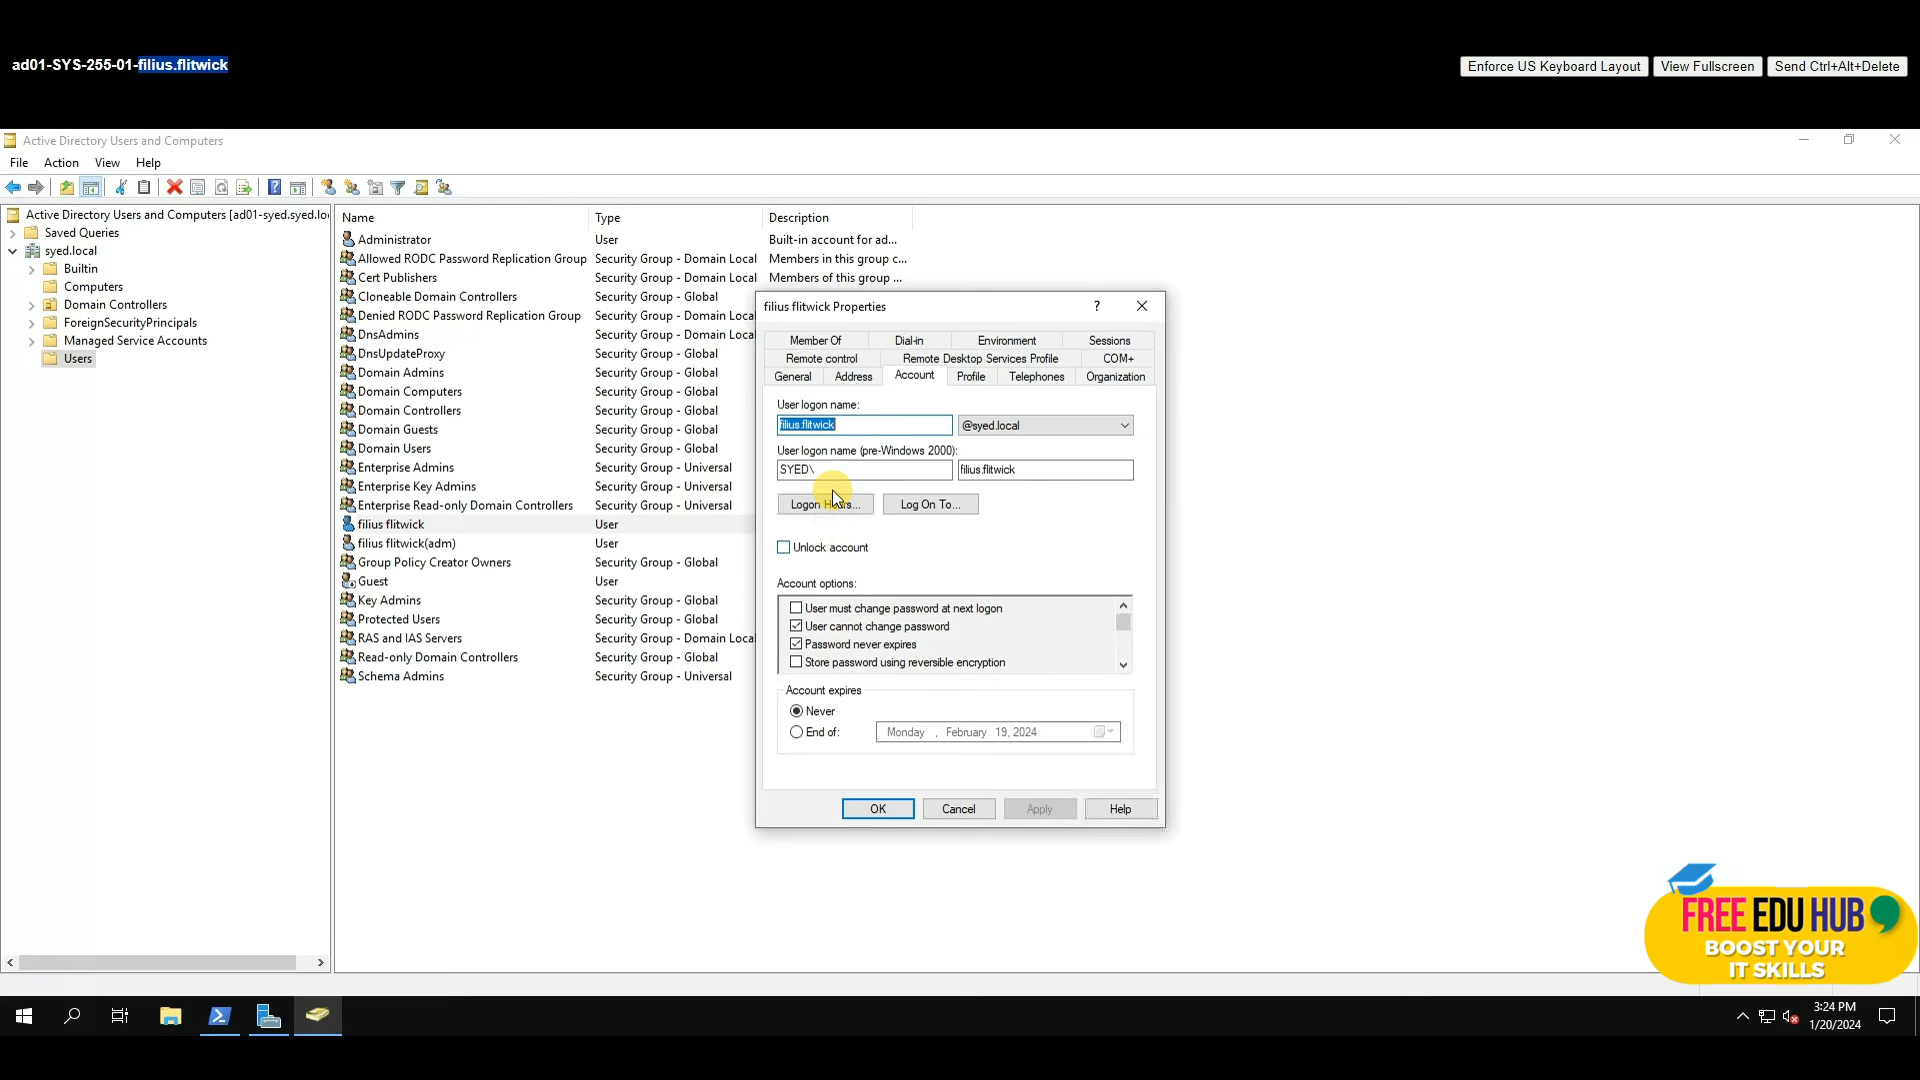 ad01-SYS-255-01-filius.flitwick
Enforce US Keyboard Layout
View Fullscreen
Send Ctrl+Alt+Delete
Active Directory Users and Computers
File Action View Help
Active Directory Users and Computers [ad01-syed.syed.lo
Saved Queries
syed.local
Builtin
Computers
Domain Controllers
ForeignSecurityPrincipals
Managed Service Accounts
Users
Name Type Description
Administrator User Built-in account for ad...
Allowed RODC Password Replication Group Security Group - Domain Local Members in this group c...
Cert Publishers Security Group - Domain Local Members of this group ...
Cloneable Domain Controllers Security Group - Global
Denied RODC Password Replication Group Security Group - Domain Loca
DnsAdmins Security Group - Domain Loca
DnsUpdateProxy Security Group - Global
Domain Admins Security Group - Global
Domain Computers Security Group - Global
Domain Controllers Security Group - Global
Domain Guests Security Group - Global
Domain Users Security Group - Global
Enterprise Admins Security Group - Universal
Enterprise Key Admins Security Group - Universal
Enterprise Read-only Domain Controllers Security Group - Universal
filius flitwick User
filius flitwick(adm) User
Group Policy Creator Owners Security Group - Global
Guest User
Key Admins Security Group - Global
Protected Users Security Group - Global
RAS and IAS Servers Security Group - Domain Loca
Read-only Domain Controllers Security Group - Global
Schema Admins Security Group - Universal
filius flitwick Properties
?
Member Of Dial-in Environment Sessions
Remote control Remote Desktop Services Profile COM+
General Address Account Profile Telephones Organization
User logon name:
filius.flitwick @syed.local
User logon name (pre-Windows 2000):
SYED\ filius.flitwick
Logon Hours... Log On To...
Unlock account
Account options:
User must change password at next logon
User cannot change password
Password never expires
Store password using reversible encryption
Account expires
Never
End of: Monday , February 19, 2024
OK Cancel Apply Help
FREE EDU HUB
BOOST YOUR
IT SKILLS
3:24 PM
1/20/2024